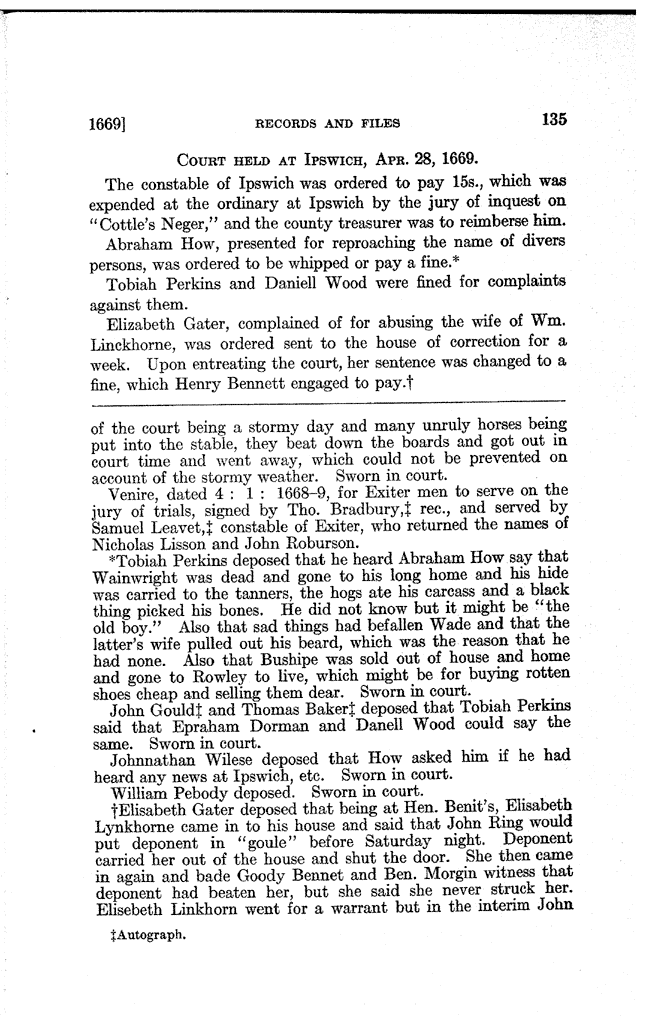 1669] RECORDS AND FILES 135
COURT HELD AT IPSWICH, APR. 28, 1669.
The constable of Ipswich was ordered to pay 15s., which was
expended at the ordinary at Ipswich by the jury of inquest on
"Cottle's Neger," and the county treasurer was to reimberse him.
Abraham How, presented for reproaching the name of divers
persons, was ordered to be whipped or pay a fine.*
Tobiah Perkins and Daniell Wood were fined for complaints
against them.
Elizabeth Gater, complained of for abusing the wife of Wm.
Linckhorne, was ordered sent to the house of correction for a
week. Upon entreating the court, her sentence was changed to a
fine, which Henry Bennett engaged to pay.†
of the court being a stormy day and many unruly horses being
put into the stable, they beat down the boards and got out in
court time and went away, which could not be prevented on
account of the stormy weather. Sworn in court.
Venire, dated 4 : 1 : 1668-9, for Exiter men to serve on the
jury of trials, signed by Tho. Bradbury,‡ rec., and served by
Samuel Leavet,‡ constable of Exiter, who returned the names of
Nicholas Lisson and John Roburson.
*Tobiah Perkins deposed that he heard Abraham How say that
Wainwright was dead and gone to his long home and his hide
was carried to the tanners, the hogs ate his carcass and a black
thing picked his bones. He did not know but it might be "the
old boy." Also that sad things had befallen Wade and that the
latter's wife pulled out his beard, which was the reason that he
had none. Also that Bushipe was sold out of house and home
and gone to Rowley to live, which might be for buying rotten
shoes cheap and selling them dear. Sworn in court.
John Gould‡ and Thomas Baker‡ deposed that Tobiah Perkins
said that Epraham Dorman and Danell Wood could say the
same. Sworn in court.
Johnnathan Wilese deposed that How asked him if he had
heard any news at Ipswich, etc. Sworn in court.
William Pebody deposed. Sworn in court.
†Elisabeth Gater deposed that being at Hen. Benit's, Elisabeth
Lynkhorne came in to his house and said that John Ring would
put deponent in "goule" before Saturday night. Deponent
carried her out of the house and shut the door. She then came
in again and bade Goody Bennet and Ben. Morgin witness that
deponent had beaten her, but she said she never struck her.
Elisebeth Linkhorn went for a warrant but in the interim John
‡Autograph.